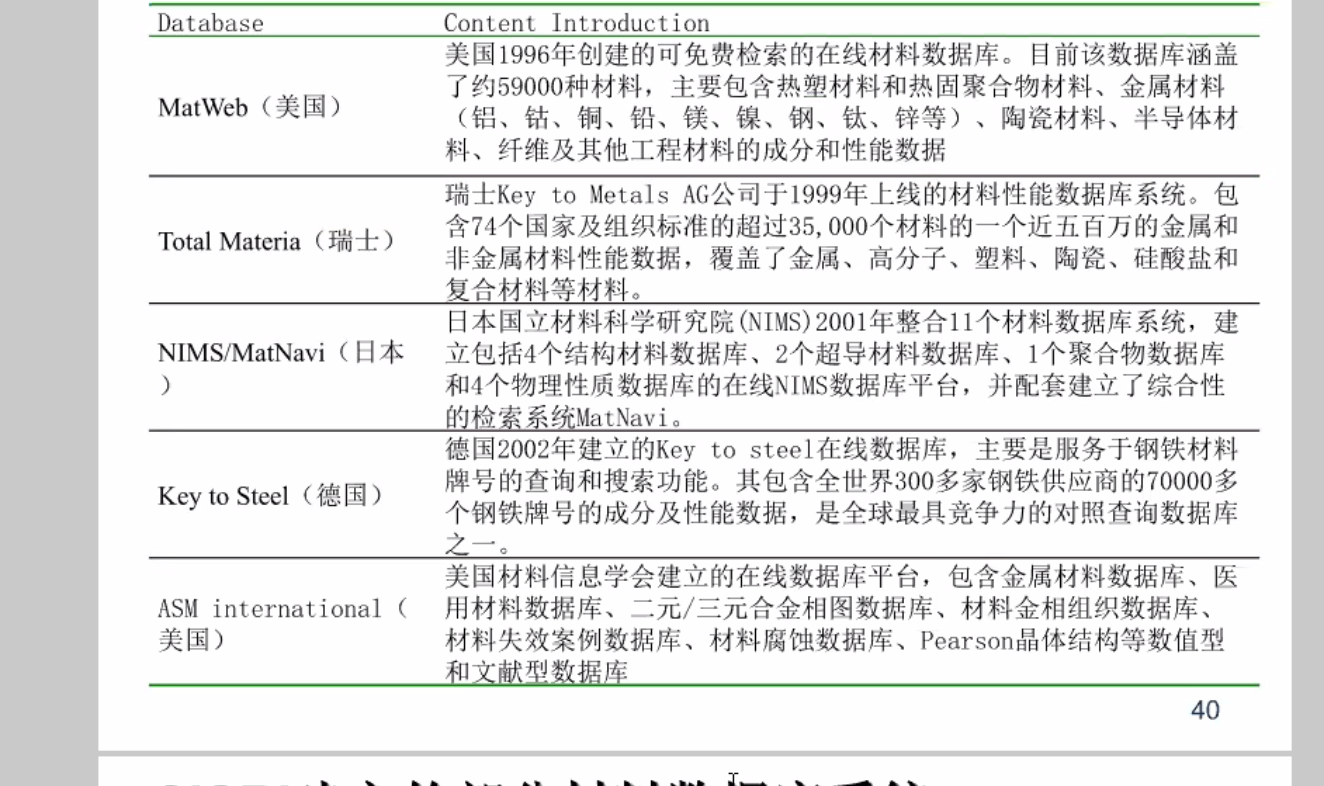 Database Content Introduction
美国1996年创建的可免费检索的在线材料数据库。目前该数据库涵盖
了约59000种材料，主要包含热塑材料和热固聚合物材料、金属材料
MatWeb（美国）
（铝、钴、铜、铅、镁、镍、钢、钛、锌等）、陶瓷材料、半导体材
料、纤维及其他工程材料的成分和性能数据
瑞士Key to Metals AG公司于1999年上线的材料性能数据库系统。包
含74个国家及组织标准的超过35,000个材料的一个近五百万的金属和
Total Materia（瑞士）
非金属材料性能数据，覆盖了金属、高分子、塑料、陶瓷、硅酸盐和
复合材料等材料。
日本国立材料科学研究院(NIMS)2001年整合11个材料数据库系统，建
NIMS/MatNavi（日本
）
立包括4个结构材料数据库、2个超导材料数据库、1个聚合物数据库
和4个物理性质数据库的在线NIMS数据库平台，并配套建立了综合性
的检索系统MatNavi。
德国2002年建立的Key to steel在线数据库，主要是服务于钢铁材料
牌号的查询和搜索功能。其包含全世界300多家钢铁供应商的70000多
Key to Steel（德国）
个钢铁牌号的成分及性能数据，是全球最具竞争力的对照查询数据库
之一。
美国材料信息学会建立的在线数据库平台，包含金属材料数据库、医
ASM international（
美国）
用材料数据库、二元/三元合金相图数据库、材料金相组织数据库、
材料失效案例数据库、材料腐蚀数据库、Pearson晶体结构等数值型
和文献型数据库
40